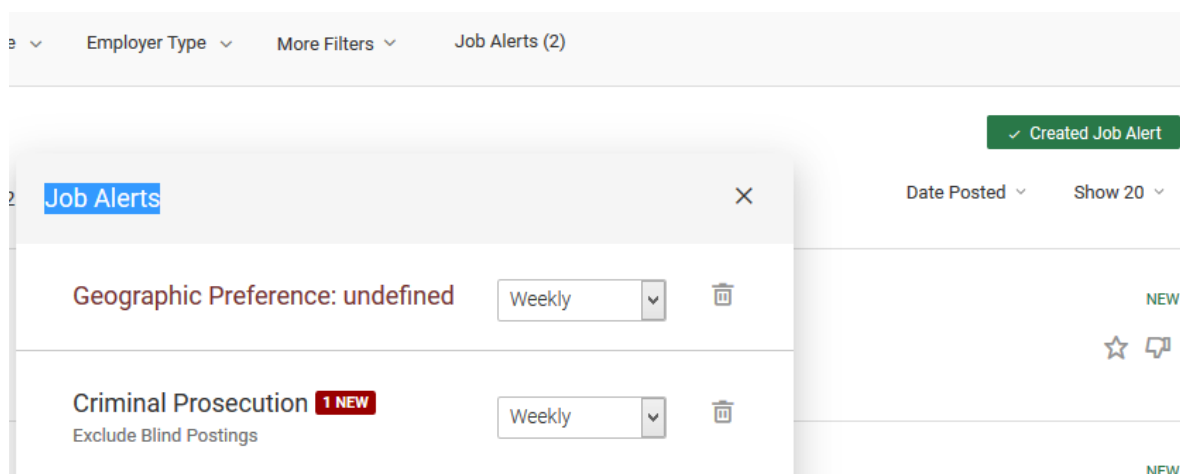 e Employer Type More Filters Job Alerts (2)
Created Job Alert
2 Job Alerts Date Posted Show 20
Geographic Preference: undefined Weekly NEW
Criminal Prosecution 1 NEW Weekly
Exclude Blind Postings
NEW